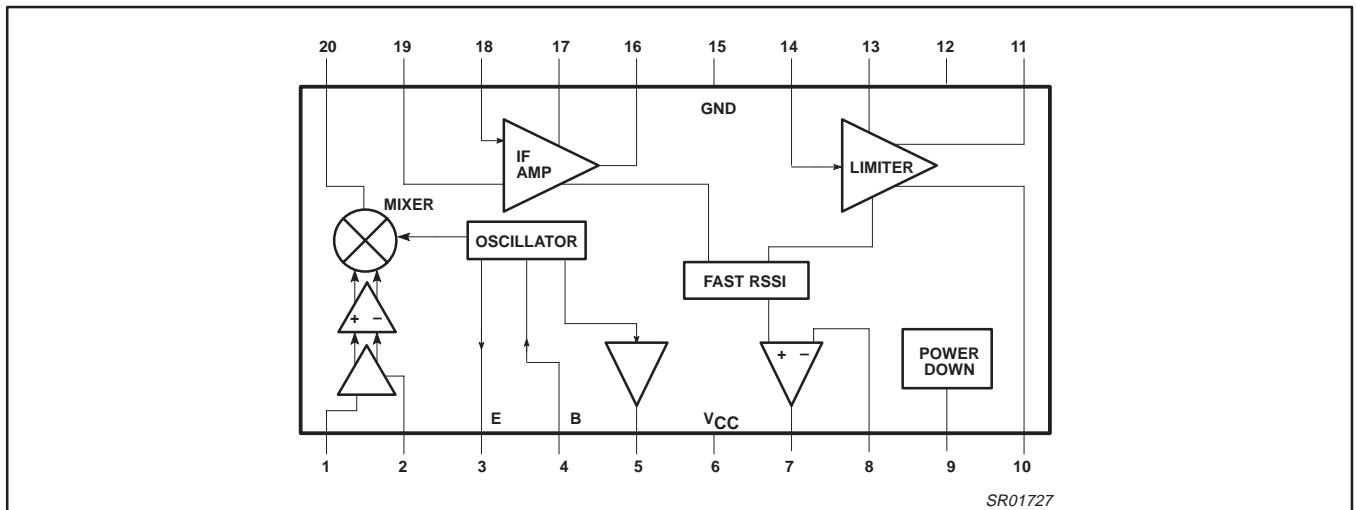 20 19 18 17 16 15 14 13 12 11
GND
IF
AMP
LIMITER
MIXER
OSCILLATOR
FAST RSSI
+ −
+ −
POWER
DOWN
E B VCC
1 2 3 4 5 6 7 8 9 10
SR01727